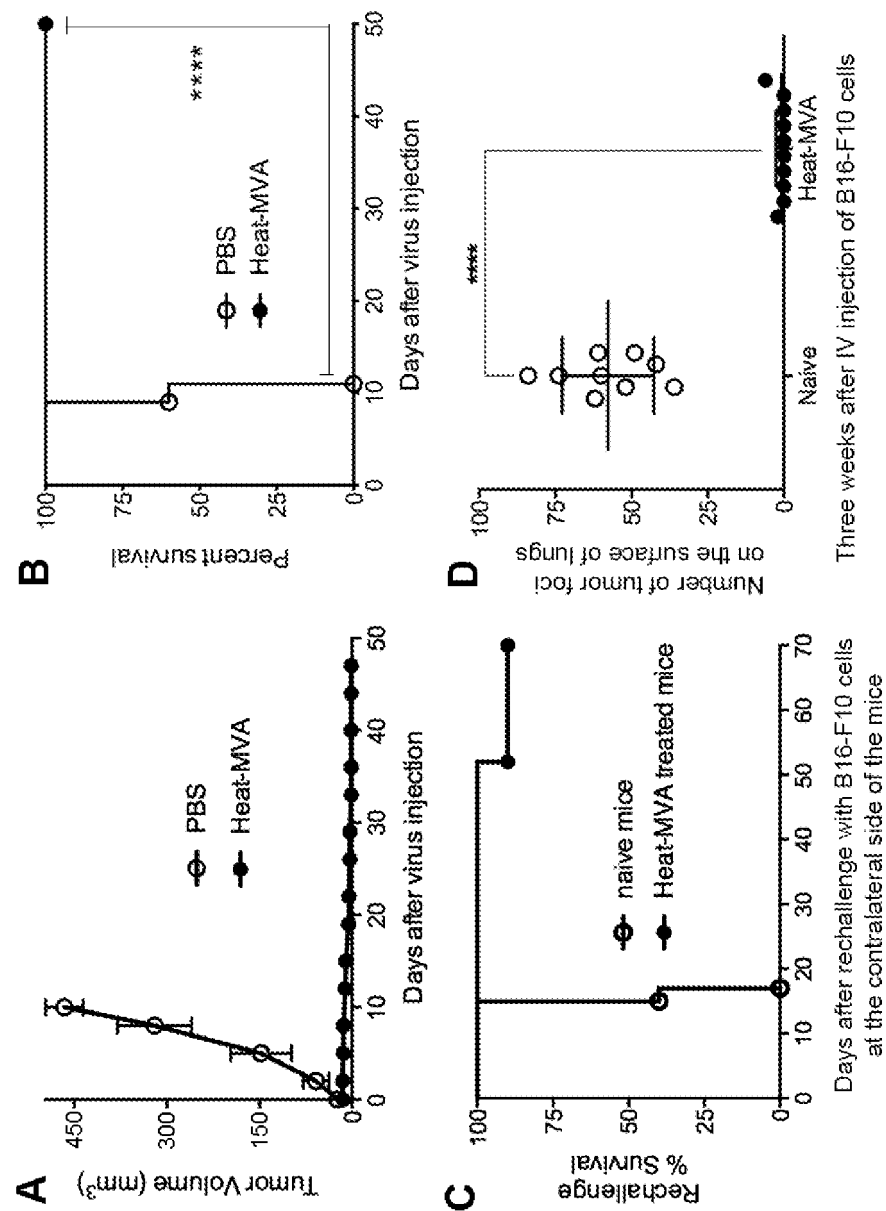 A
Tumor Volume (mm³)
450
300
150
0
PBS
Heat-MVA
0 10 20 30 40 50
Days after virus injection
B
Percent survival
100
75
50
25
0
****
PBS
Heat-MVA
0 10 20 30 40 50
Days after virus injection
C
Rechallenge
% Survival
100
75
50
25
0
naive mice
Heat-MVA treated mice
0 10 20 30 40 50 60 70
Days after rechallenge with B16-F10 cells
at the contralateral side of the mice
D
Number of tumor foci
on the surface of lungs
100
75
50
25
0
****
Naive Heat-MVA
Three weeks after IV injection of B16-F10 cells